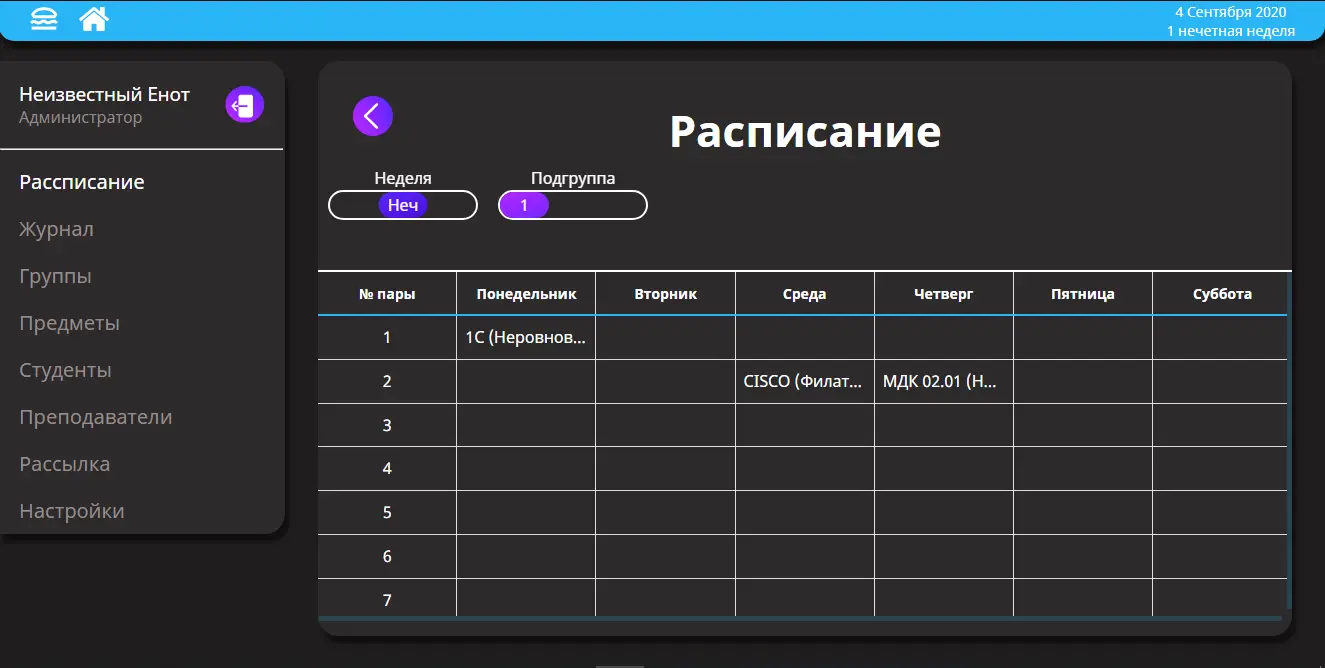 4 Сентября 2020
1 нечетная неделя
Неизвестный Енот
Администратор
Рассписание
Журнал
Группы
Предметы
Студенты
Преподаватели
Рассылка
Настройки
Расписание
Неделя Подгруппа
Неч 1
№ пары Понедельник Вторник Среда Четверг Пятница Суббота
1 1С (Неровнов...
2 CISCO (Филат... МДК 02.01 (Н...
3
4
5
6
7